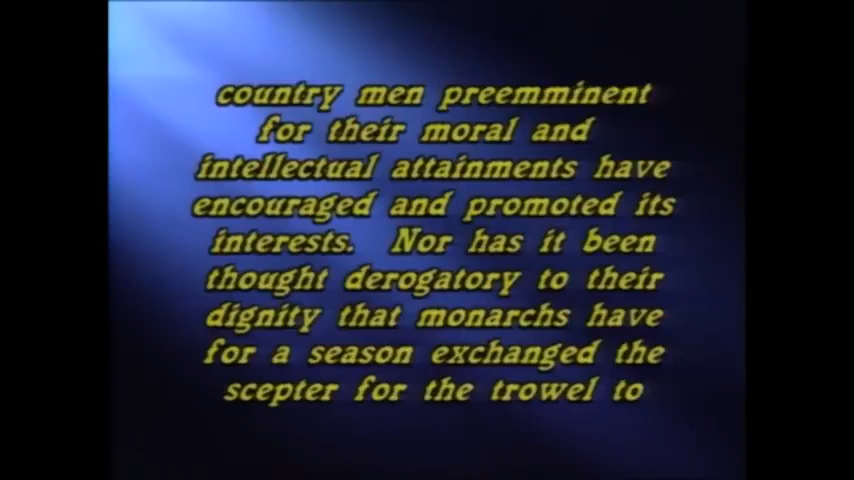 country men preemminent
for their moral and
intellectual attainments have
encouraged and promoted its
interests. Nor has it been
thought derogatory to their
dignity that monarchs have
for a season exchanged the
scepter for the trowel to